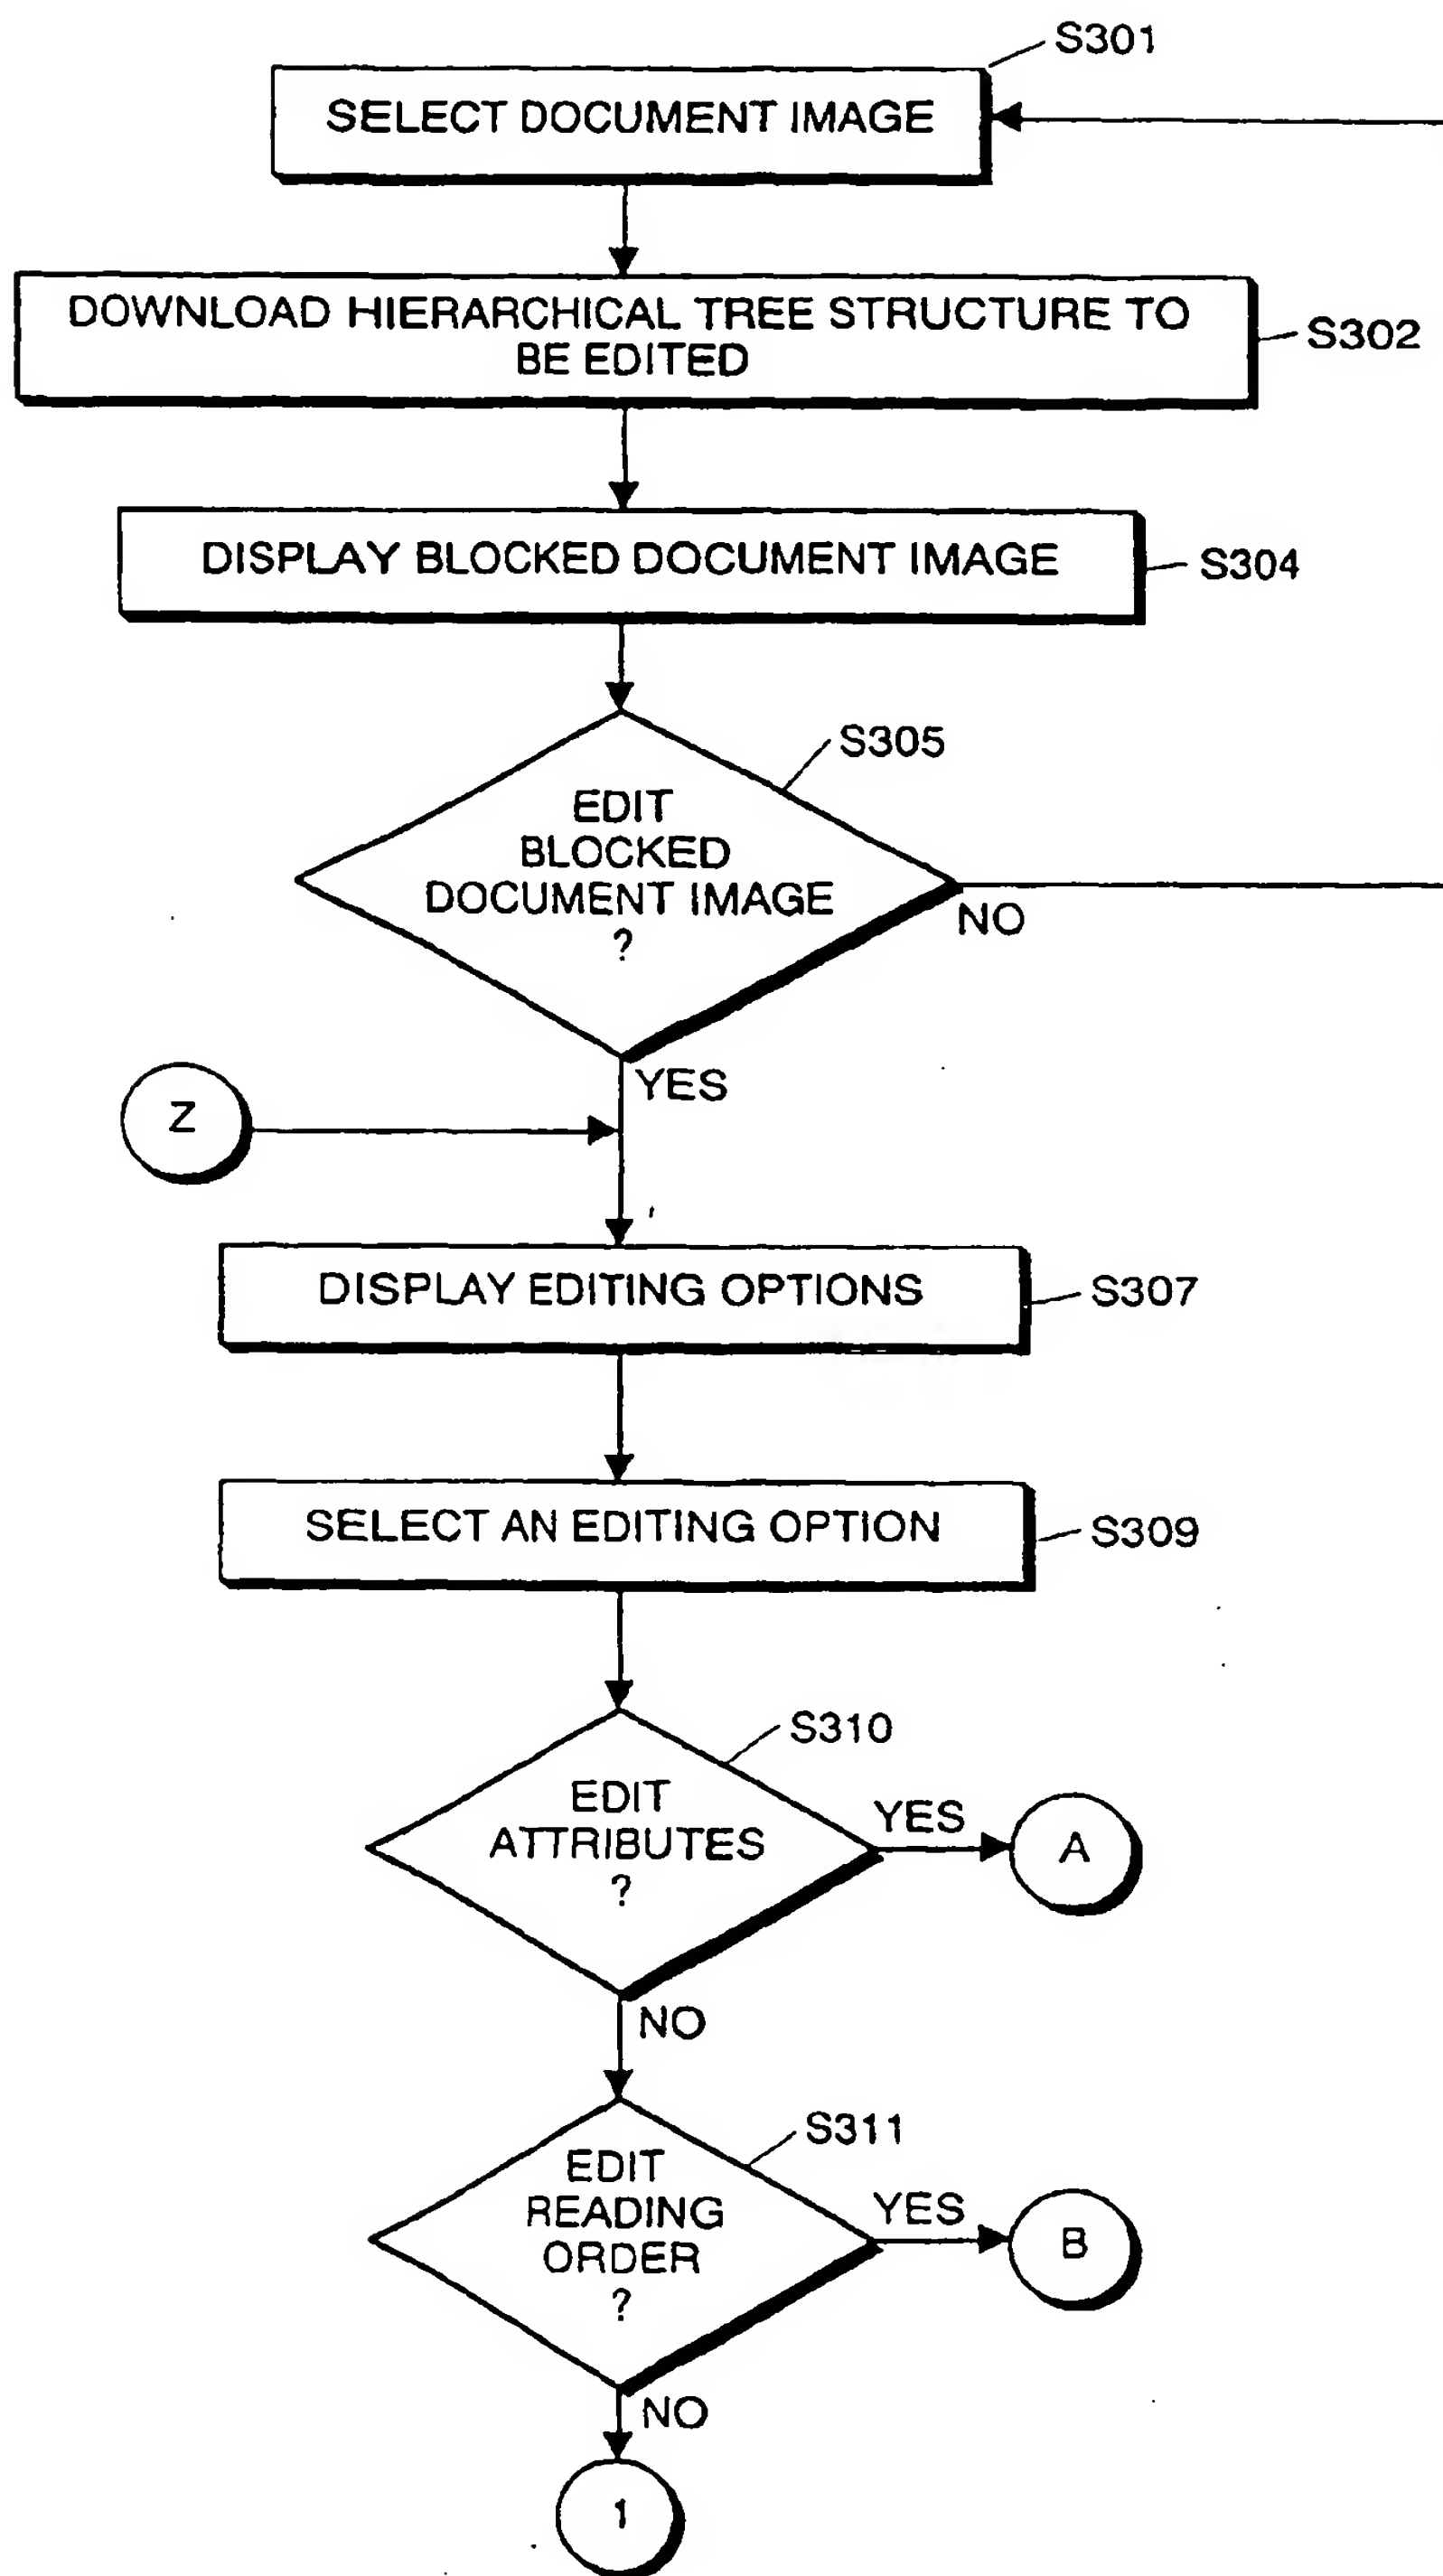 S301
SELECT DOCUMENT IMAGE
DOWNLOAD HIERARCHICAL TREE STRUCTURE TO
BE EDITED
S302
DISPLAY BLOCKED DOCUMENT IMAGE
S304
S305
EDIT
BLOCKED
DOCUMENT IMAGE
?
NO
YES
Z
DISPLAY EDITING OPTIONS
S307
SELECT AN EDITING OPTION
S309
S310
EDIT
ATTRIBUTES
?
YES
A
NO
S311
EDIT
READING
ORDER
?
YES
B
NO
1